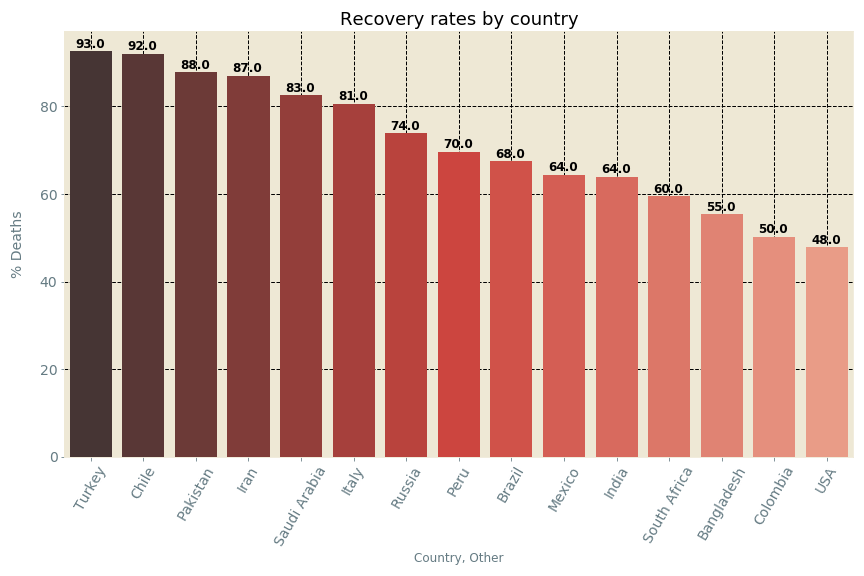 Recovery rates by country
93.0
92.0
88.0
87.0
83.0
81.0
74.0
70.0
68.0
64.0
64.0
60.0
55.0
50.0
48.0
% Deaths
80
60
40
20
0
Turkey
Chile
Pakistan
Iran
Saudi Arabia
Italy
Russia
Peru
Brazil
Mexico
India
South Africa
Bangladesh
Colombia
USA
Country, Other